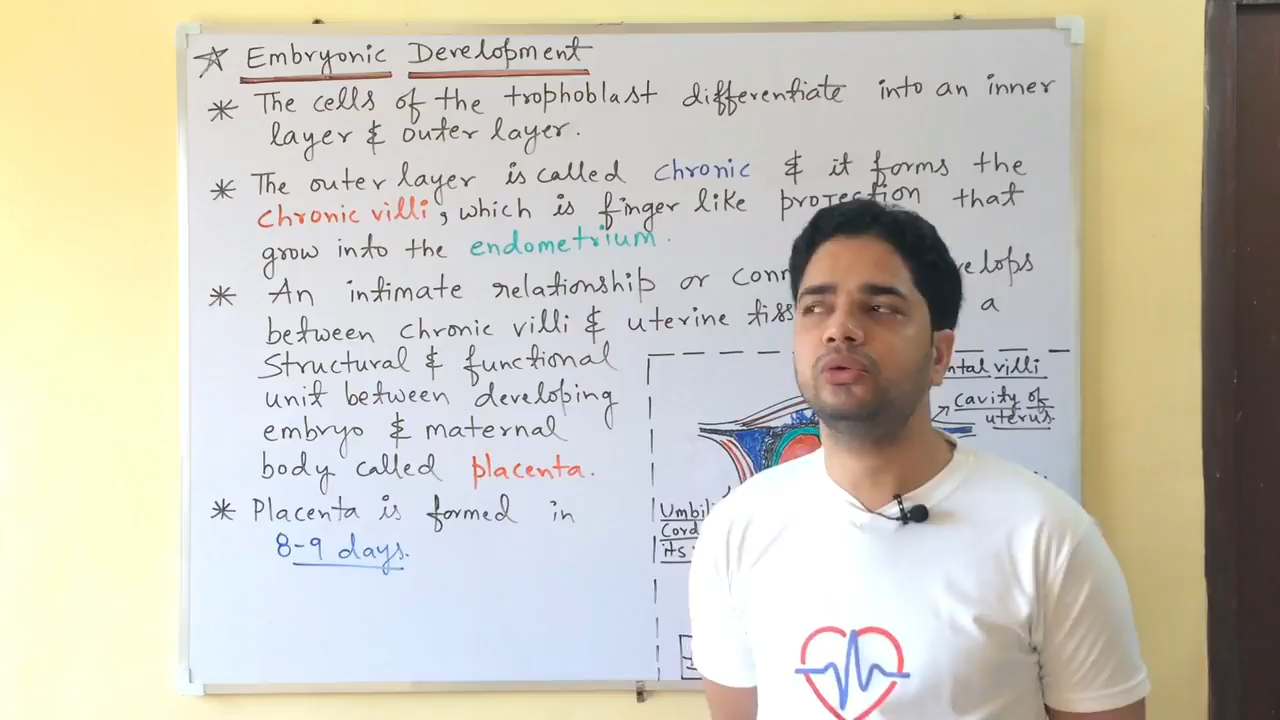 Embryonic Development
The cells of the trophoblast differentiate into an inner
layer & outer layer.
The outer layer is called chronic & it forms the
chronic villi, which is finger like projection that
grow into the endometrium.
An intimate relationship or
between chronic villi & uterine a
structural & functional
unit between developing
embryo & maternal
body called placenta.
Placenta is formed in
8-9 days.
villi
cavity of
uterus.
Cord
its